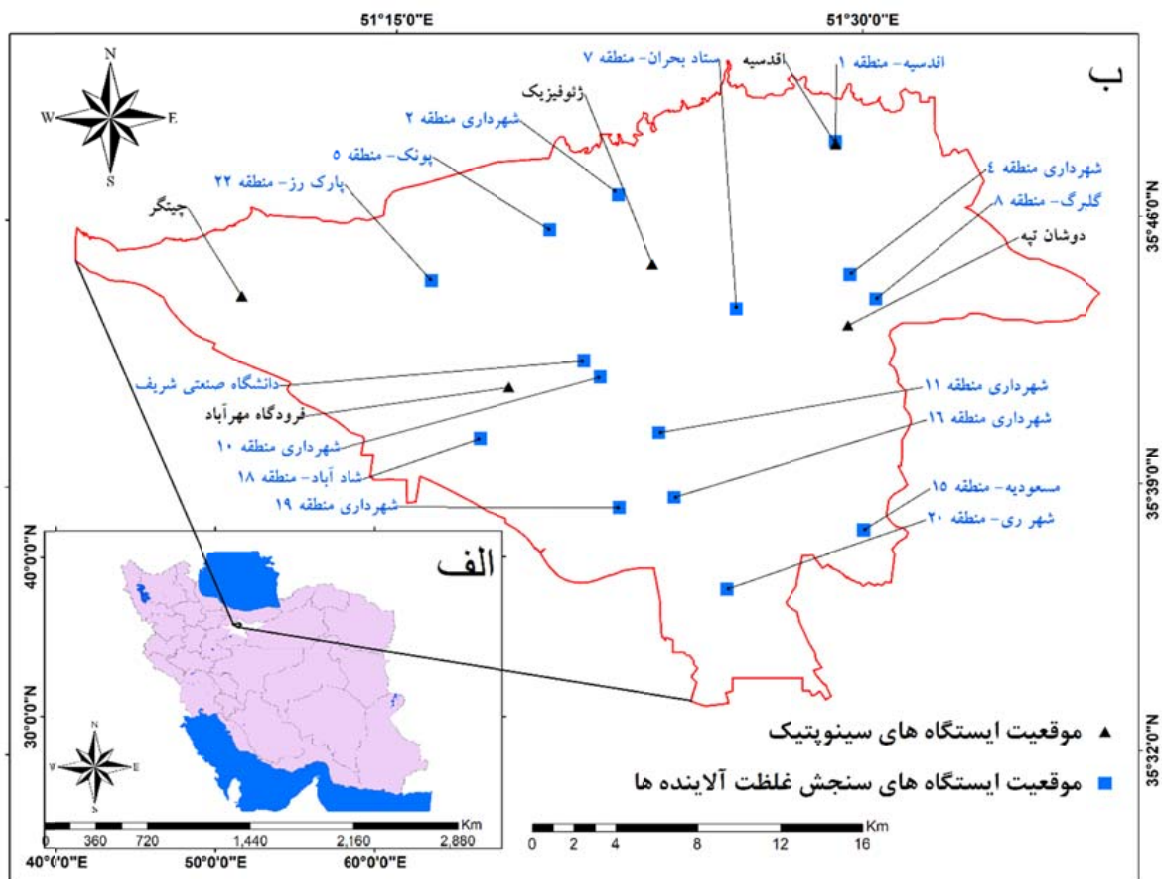 51°15'0"E
51°30'0"E
ب
N
W
E
S
ستاد بحران- منطقه ۷
اقدسیه
اندسیه- منطقه ۱
ژئوفیزیک
شهرداری منطقه ۲
پونک- منطقه ۵
پارک رز- منطقه ۲۲
چیتگر
شهرداری منطقه ۴
گلبرگ- منطقه ۸
دوشان تپه
35°46'0"N
دانشگاه صنعتی شریف
فرودگاه مهرآباد
شهرداری منطقه ۱۰
شاد آباد- منطقه ۱۸
شهرداری منطقه ۱۹
شهرداری منطقه ۱۱
شهرداری منطقه ۱۶
مسعودیه- منطقه ۱۵
شهر ری- منطقه ۲۰
35°39'0"N
35°32'0"N
الف
40°0'0"N
30°0'0"N
N
E
S
Km
0 360 720 1,440 2,160 2,880
40°0'0"E
50°0'0"E
60°0'0"E
موقعیت ایستگاه های سینوپتیک
موقعیت ایستگاه های سنجش غلظت آلاینده ها
Km
0 2 4 8 12 16